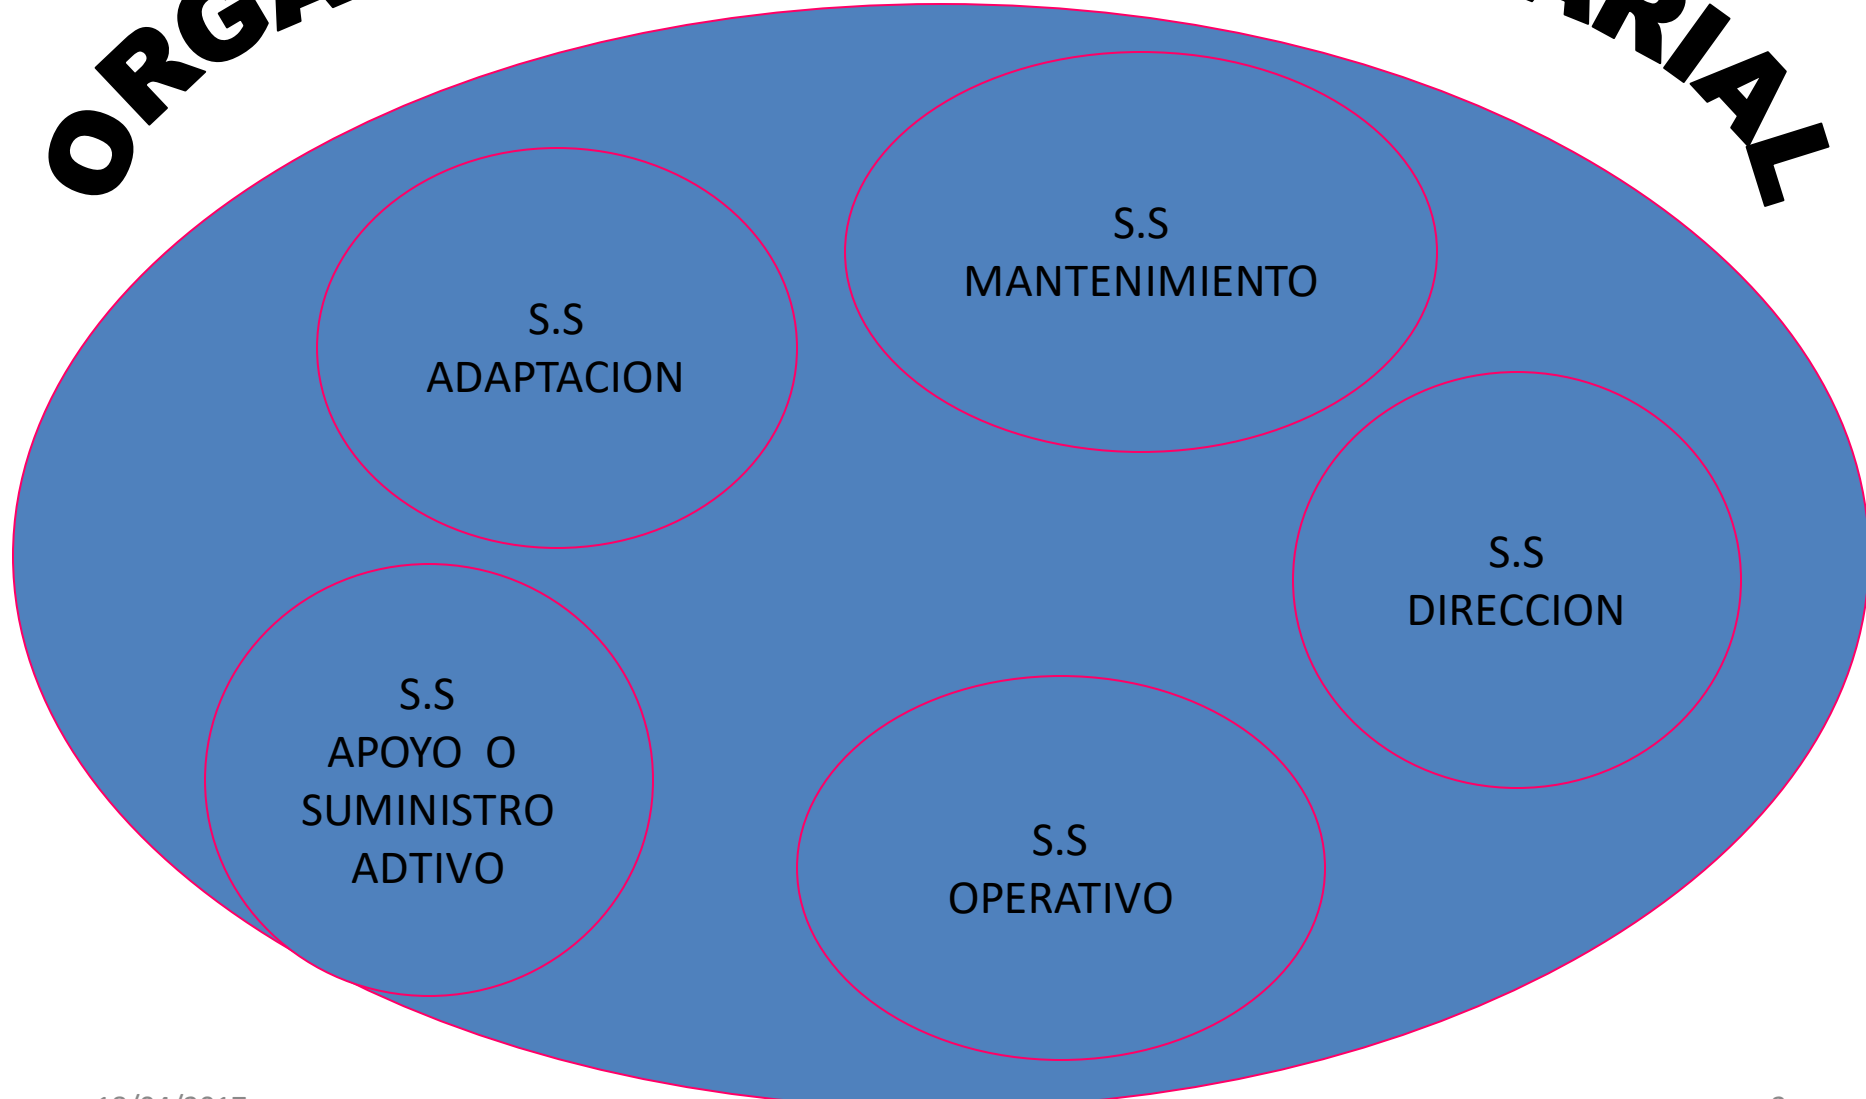 S.S
MANTENIMIENTO
S.S
ADAPTACION
S.S
DIRECCION
S.S
APOYO O
SUMINISTRO
ADTIVO
S.S
OPERATIVO